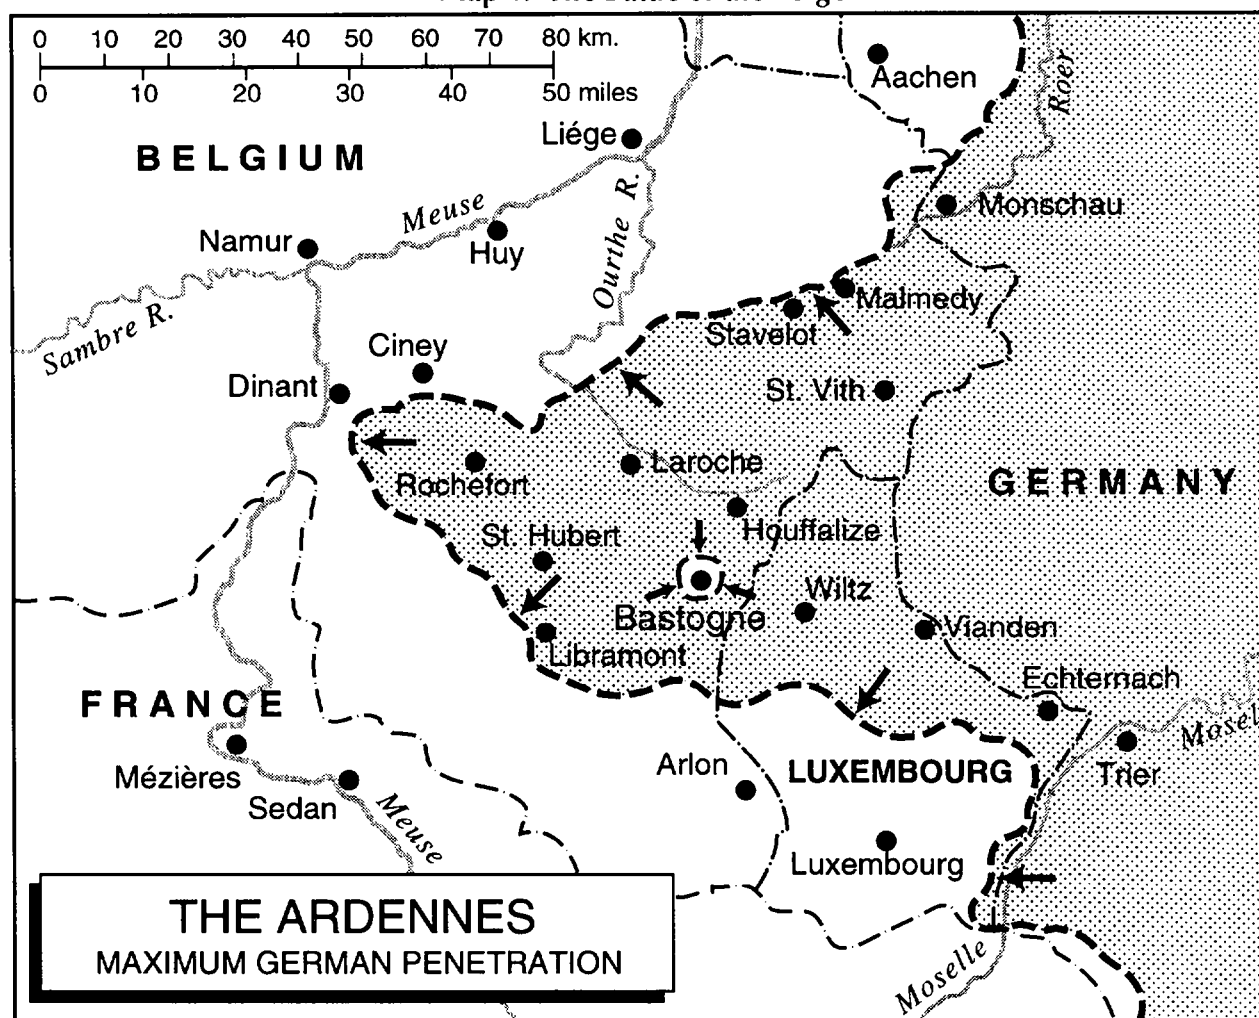 0 10 20 30 40 50 60 70 80 km.
0 10 20 30 40 50 miles
Aachen
Roer
Liége
BELGIUM
Meuse
Ourthe R.
Monschau
Namur
Huy
Malmedy
Sambre R.
Stavelot
Ciney
Dinant
St. Vith
Laroche
Rochefort
GERMANY
Houffalize
St. Hubert
Wiltz
Bastogne
Vianden
Libramont
Echternach
FRANCE
Mosel
Trier
Arlon
LUXEMBOURG
Mézières
Sedan
Meuse
Luxembourg
THE ARDENNES
MAXIMUM GERMAN PENETRATION
Moselle